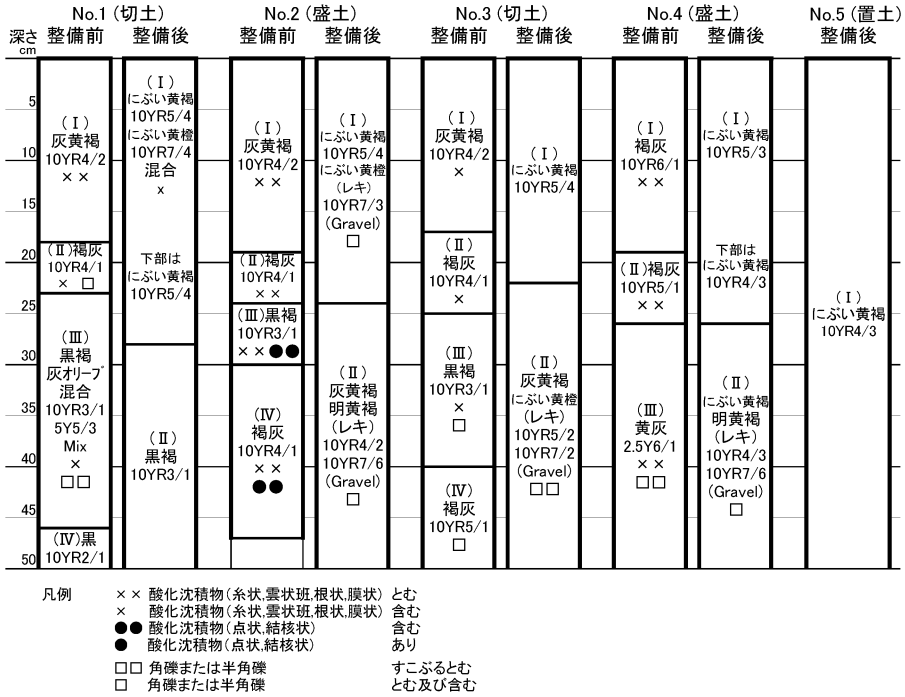 No.1 (切土)
No.2 (盛土)
No.3 (切土)
No.4 (盛土)
No.5 (置土)
深さ
cm
整備前
整備後
整備前
整備後
整備前
整備後
整備前
整備後
整備後
5
10
15
20
25
30
35
40
45
50
(Ⅰ)
灰黄褐
10YR4/2
××
(Ⅱ)褐灰
10YR4/1
× □
(Ⅲ)
黒褐
灰オリーブ
混合
10YR3/1
5Y5/3
Mix
×
□□
(Ⅳ)黒
10YR2/1
(Ⅰ)
にぶい黄褐
10YR5/4
にぶい黄橙
10YR7/4
混合
x
下部は
にぶい黄褐
10YR5/4
(Ⅱ)
黒褐
10YR3/1
(Ⅰ)
灰黄褐
10YR4/2
××
(Ⅱ)褐灰
10YR4/1
××
(Ⅲ)黒褐
10YR3/1
××●●
(Ⅳ)
褐灰
10YR4/1
××
●●
(Ⅰ)
にぶい黄褐
10YR5/4
にぶい黄橙
(レキ)
10YR7/3
(Gravel)
□
(Ⅱ)
灰黄褐
明黄褐
(レキ)
10YR4/2
10YR7/6
(Gravel)
□
(Ⅰ)
灰黄褐
10YR4/2
×
(Ⅱ)
褐灰
10YR4/1
×
(Ⅲ)
黒褐
10YR3/1
×
□
(Ⅳ)
褐灰
10YR5/1
□
(Ⅰ)
にぶい黄褐
10YR5/4
(Ⅱ)
灰黄褐
にぶい黄橙
(レキ)
10YR5/2
10YR7/2
(Gravel)
□□
(Ⅰ)
褐灰
10YR6/1
××
(Ⅱ)褐灰
10YR5/1
××
(Ⅲ)
黄灰
2.5Y6/1
××
□□
(Ⅰ)
にぶい黄褐
10YR5/3
下部は
にぶい黄褐
10YR4/3
(Ⅱ)
にぶい黄褐
明黄褐
(レキ)
10YR4/3
10YR7/6
(Gravel)
□
(Ⅰ)
にぶい黄褐
10YR4/3
凡例
×× 酸化沈積物(糸状,雲状班,根状,膜状) とむ
× 酸化沈積物(糸状,雲状班,根状,膜状) 含む
●● 酸化沈積物(点状,結核状) 含む
● 酸化沈積物(点状,結核状) あり
□□ 角礫または半角礫 すこぶるとむ
□ 角礫または半角礫 とむ及び含む